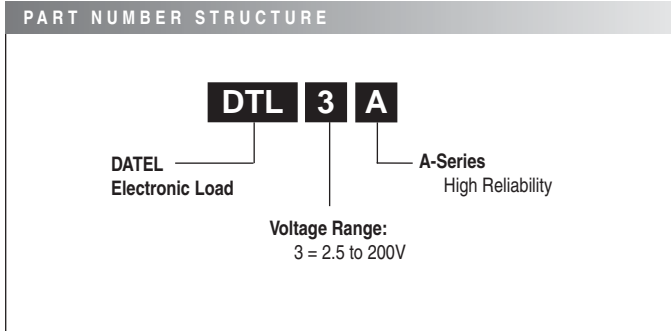 PART NUMBER STRUCTURE
DTL 3 A
DATEL
Electronic Load
A-Series
High Reliability
Voltage Range:
3 = 2.5 to 200V